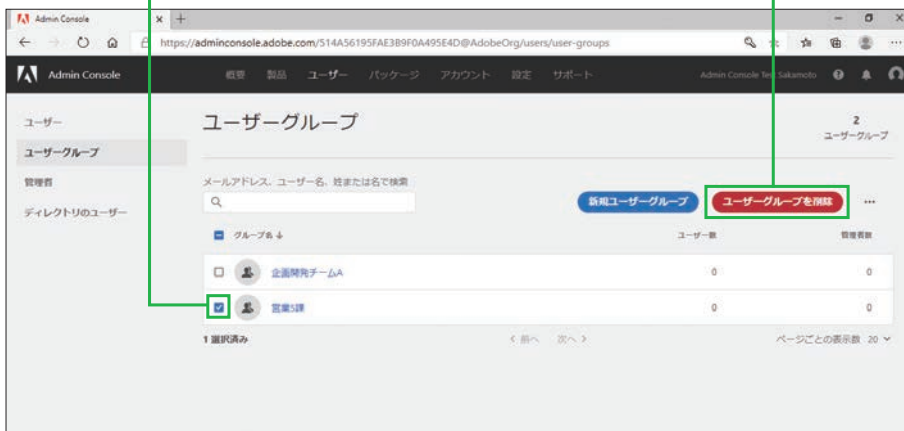 Admin Console
https://adminconsole.adobe.com/514A56195FAE3B9F0A495E4D@AdobeOrg/users/user-groups
Admin Console 概要 製品 ユーザー パッケージ アカウント 設定 サポート Admin Console Test Sakamoto
ユーザー
ユーザーグループ
管理者
ディレクトリのユーザー
ユーザーグループ
2
ユーザーグループ
メールアドレス、ユーザー名、姓または名で検索
新規ユーザーグループ ユーザーグループを削除 ...
グループ名 ↓ ユーザー数 管理者数
企画開発チームA 0 0
営業5課 0 0
1 選択済み < 前へ 次へ > ページごとの表示数 20